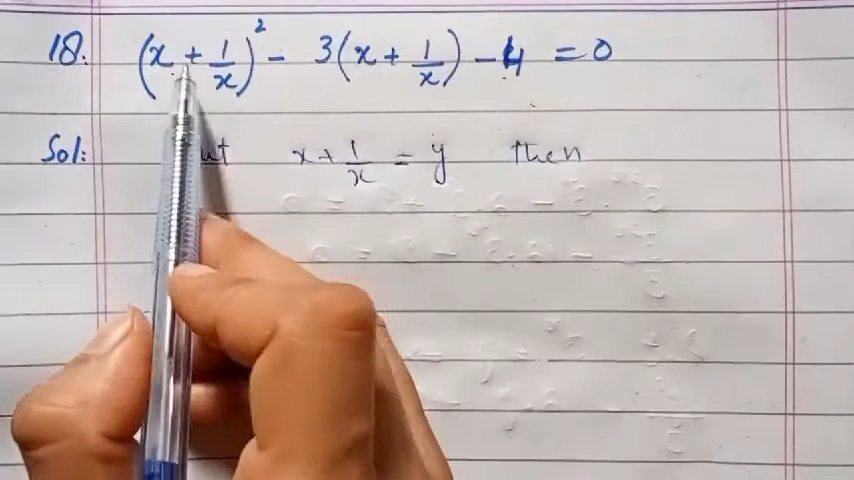 18. (x + 1/x)² - 3(x + 1/x) - 4 = 0
Sol: ut x + 1/x = y then